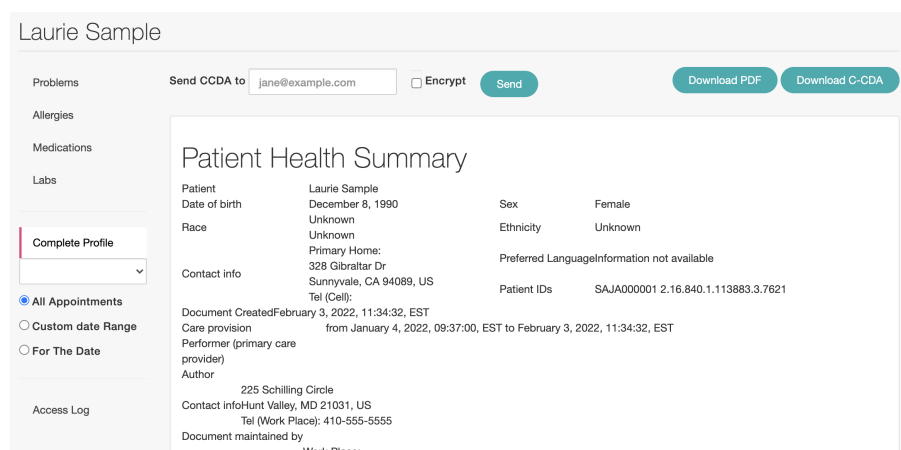 Laurie Sample
Problems
Allergies
Medications
Labs
Complete Profile
All Appointments
Custom date Range
For The Date
Access Log
Send CCDA to jane@example.com Encrypt Send Download PDF Download C-CDA
Patient Health Summary
Patient Laurie Sample
Date of birth December 8, 1990 Sex Female
Race Unknown
Unknown Ethnicity Unknown
Contact info Primary Home:
328 Gibraltar Dr
Sunnyvale, CA 94089, US
Tel (Cell):
Preferred LanguageInformation not available
Patient IDs SAJA000001 2.16.840.1.113883.3.7621
Document CreatedFebruary 3, 2022, 11:34:32, EST
Care provision from January 4, 2022, 09:37:00, EST to February 3, 2022, 11:34:32, EST
Performer (primary care
provider)
Author
225 Schilling Circle
Contact infoHunt Valley, MD 21031, US
Tel (Work Place): 410-555-5555
Document maintained by